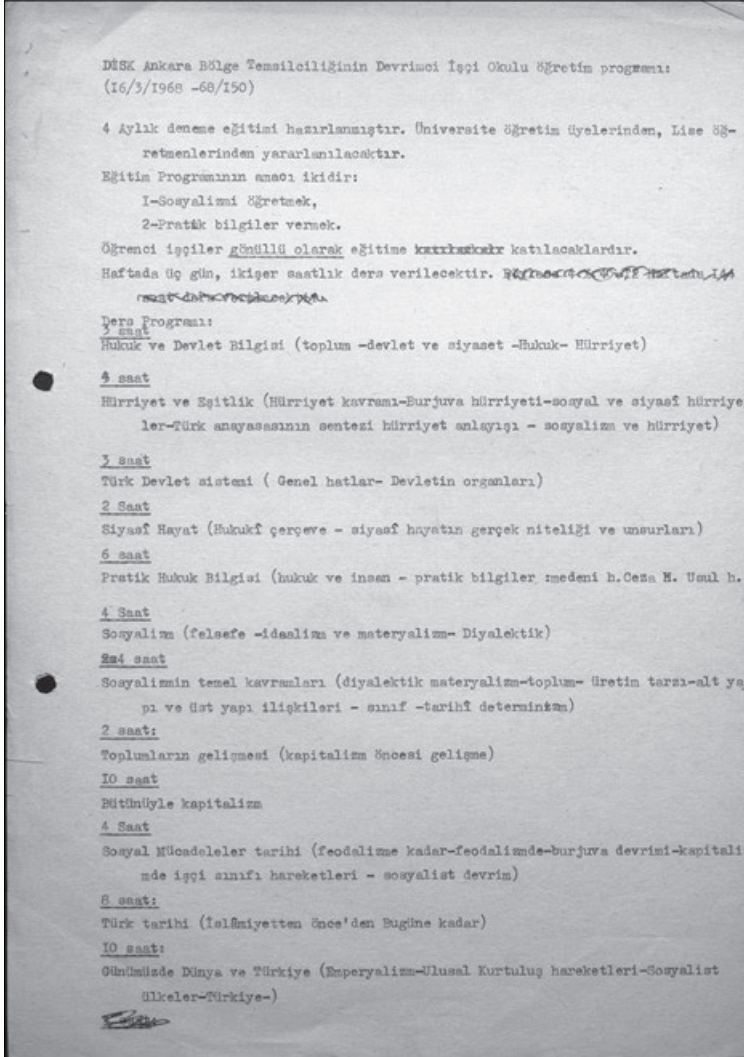 DİSK Ankara Bölge Temsilciliğinin Devrimci İşçi Okulu öğretim programı:
(I6/3/I968 -68/I50)
4 Aylık deneme eğitimi hazırlanmıştır. Üniversite öğretim üyelerinden, Lise öğ-
retmenlerinden yararlanılacaktır.
Eğitim Programının amacı ikidir:
I-Sosyalizmi öğretmek,
2-Pratik bilgiler vermek.
Öğrenci işçiler gönüllü olarak eğitime katılacaklardır.
Haftada üç gün, ikişer saatlık ders verilecektir.
Ders Programı:
3 saat
Hukuk ve Devlet Bilgisi (toplum -devlet ve siyaset -Hukuk- Hürriyet)
4 saat
Hürriyet ve Eşitlik (Hürriyet kavramı-Burjuva hürriyeti-sosyal ve siyasî hürriye
ler-Türk anayasasının sentezi hürriyet anlayışı - sosyalizm ve hürriyet)
3 saat
Türk Devlet sistemi ( Genel hatlar- Devletin organları)
2 Saat
Siyasî Hayat (Hukukî çerçeve - siyasî hayatın gerçek niteliği ve unsurları)
6 saat
Pratik Hukuk Bilgisi (hukuk ve insan - pratik bilgiler :medeni h.Ceza M. Usul h.
4 Saat
Sosyalizm (felsefe -idealizm ve materyalizm- Diyalektik)
4 saat
Sosyalizmin temel kavramları (diyalektik materyalizm-toplum- üretim tarzı-alt ya
pı ve üst yapı ilişkileri - sınıf -tarihî determinizm)
2 saat:
Toplumların gelişmesi (kapitalizm öncesi gelişme)
IO saat
Bütünüyle kapitalizm
4 Saat
Sosyal Mücadeleler tarihi (feodalizme kadar-feodalizmde-burjuva devrimi-kapitali
mde işçi sınıfı hareketleri - sosyalist devrim)
8 saat:
Türk tarihi (İslâmiyetten önce'den Bugüne kadar)
IO saat:
Günümüzde Dünya ve Türkiye (Emperyalizm-Ulusal Kurtuluş hareketleri-Sosyalist
ülkeler-Türkiye-)